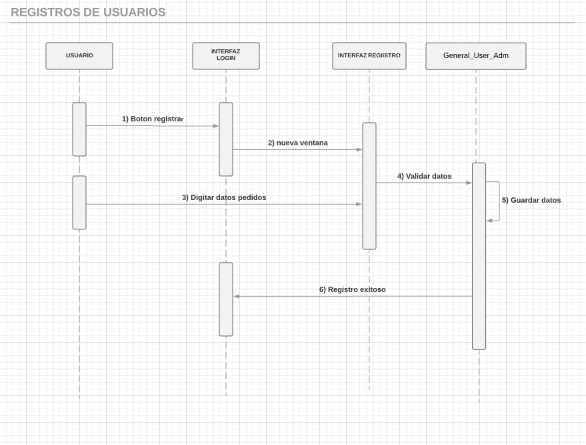 REGISTROS DE USUARIOS
USUARIO
INTERFAZ
LOGIN
INTERFAZ REGISTRO
General_User_Adm
1) Boton registrar
2) nueva ventana
4) Validar datos
3) Digitar datos pedidos
5) Guardar datos
6) Registro exitoso